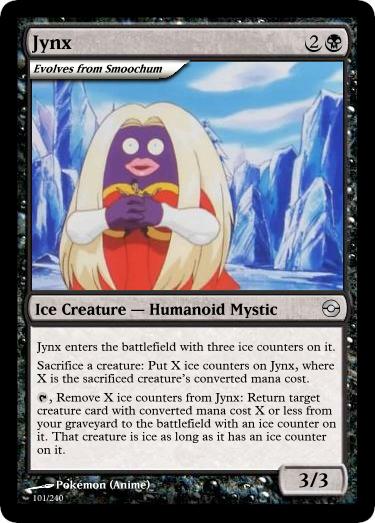 Jynx 2
Evolves from Smoochum
Ice Creature — Humanoid Mystic
Jynx enters the battlefield with three ice counters on it.
Sacrifice a creature: Put X ice counters on Jynx, where
X is the sacrificed creature's converted mana cost.
, Remove X ice counters from Jynx: Return target
creature card with converted mana cost X or less from
your graveyard to the battlefield with an ice counter
on it. That creature is ice as long as it has an ice counter
on it.
3/3
Pokémon (Anime)
101/240